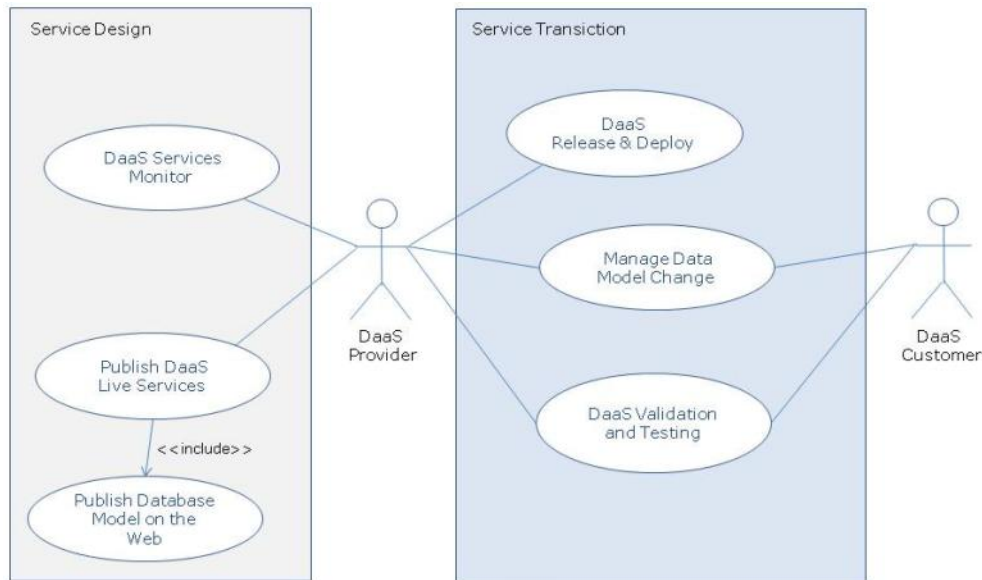 Service Design
DaaS Services
Monitor
Publish DaaS
Live Services
<<include>>
Publish Database
Model on the
Web
DaaS
Provider
Service Transiction
DaaS
Release & Deploy
Manage Data
Model Change
DaaS Validation
and Testing
DaaS
Customer